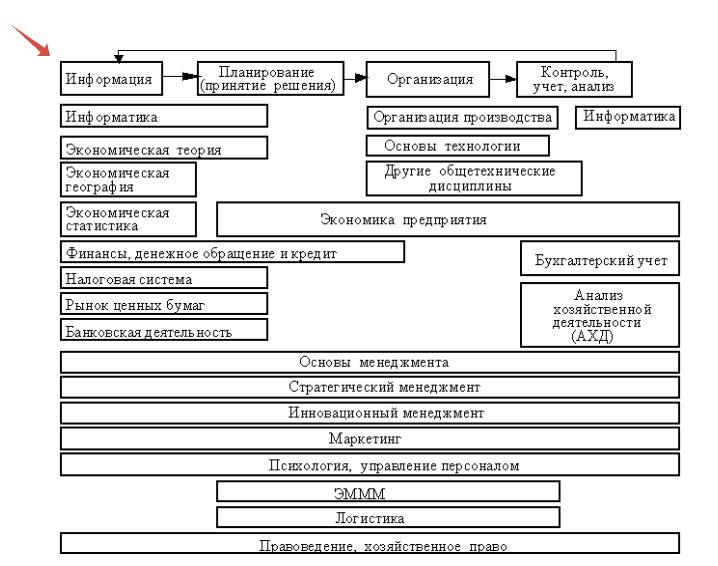 Информация
Планирование
(принятие решения)
Организация
Контроль,
учет, анализ
Информатика
Организация производства
Информатика
Экономическая теория
Основы технологии
Экономическая
география
Другие общетехнические
дисциплины
Экономическая
статистика
Экономика предприятия
Финансы, денежное обращение и кредит
Бухгалтерский учет
Налоговая система
Рынок ценных бумаг
Анализ
хозяйственной
деятельности
(АХД)
Банковская деятельность
Основы менеджмента
Стратегический менеджмент
Инновационный менеджмент
Маркетинг
Психология, управление персоналом
ЭМММ
Логистика
Правоведение, хозяйственное право